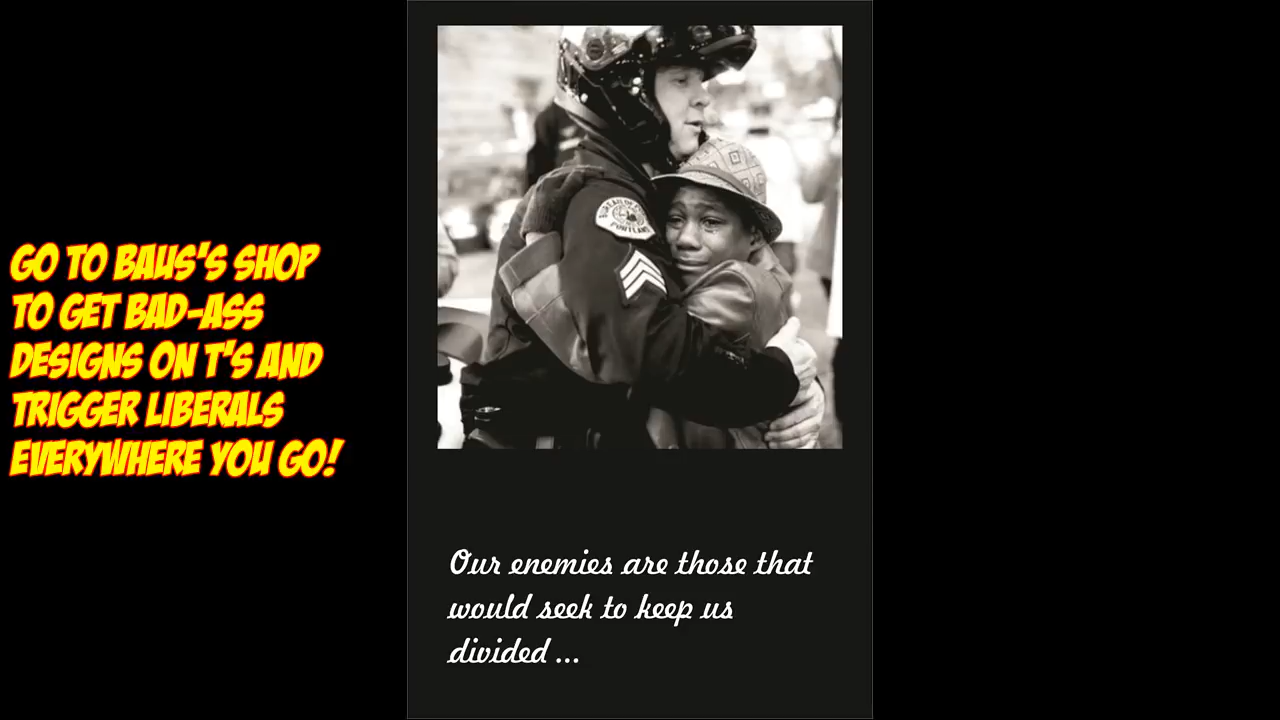 GO TO BAUS'S SHOP
TO GET BAD-ASS
DESIGNS ON T'S AND
TRIGGER LIBERALS
EVERYWHERE YOU GO!
PORTLAND
Our enemies are those that
would seek to keep us
divided ...